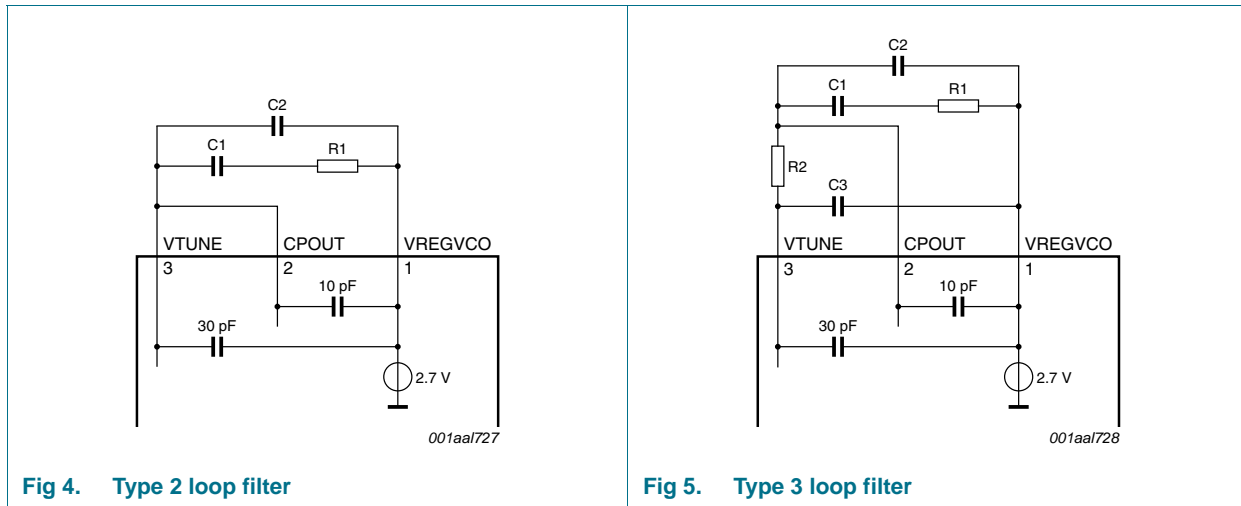 C2
C1
R1
VTUNE
CPOUT
VREGVCO
3
2
1
10 pF
30 pF
2.7 V
001aal727
Fig 4. Type 2 loop filter
C2
C1
R1
R2
C3
VTUNE
CPOUT
VREGVCO
3
2
1
10 pF
30 pF
2.7 V
001aal728
Fig 5. Type 3 loop filter